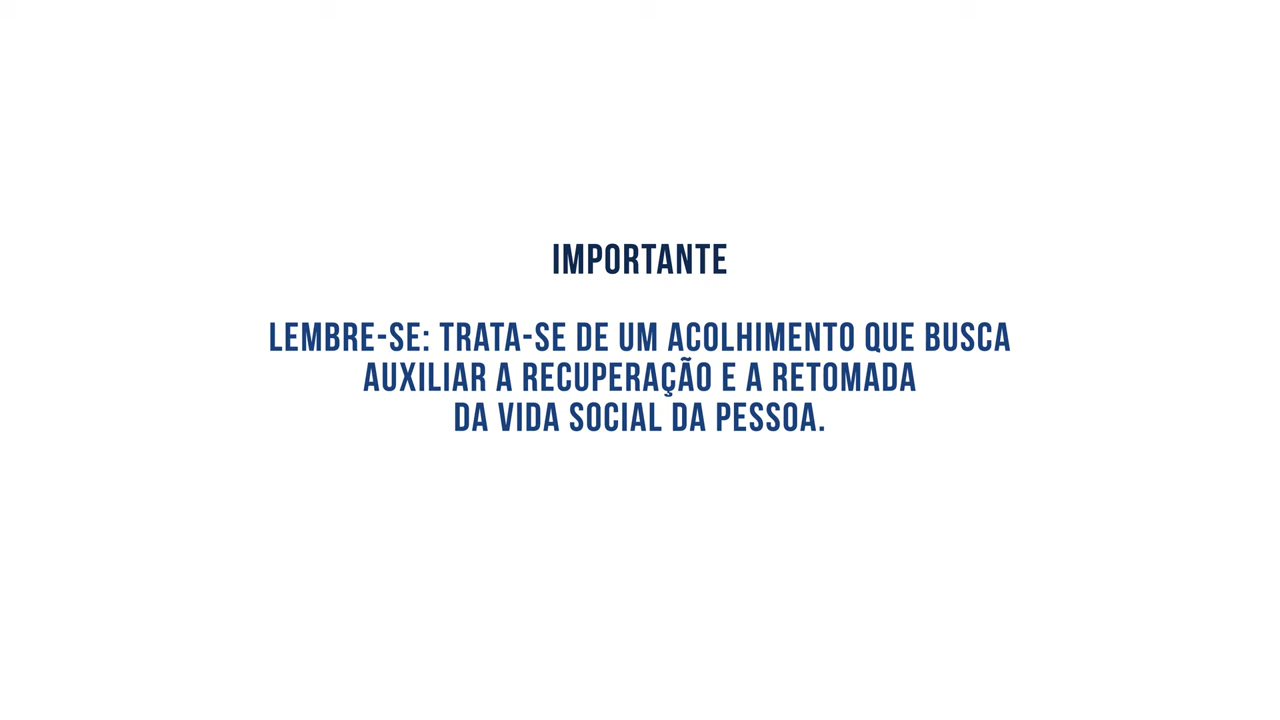 IMPORTANTE
LEMBRE-SE: TRATA-SE DE UM ACOLHIMENTO QUE BUSCA
AUXILIAR A RECUPERAÇÃO E A RETOMADA
DA VIDA SOCIAL DA PESSOA.